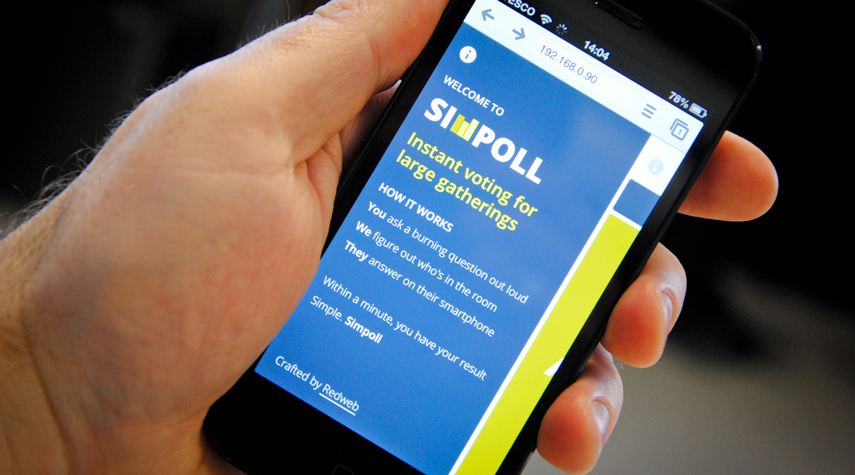 ESCO 14:04 78%
192.168.0.90
1
i
WELCOME TO
SIMPOLL
Instant voting for
large gatherings
HOW IT WORKS
You ask a burning question out loud
We figure out who's in the room
They answer on their smartphone
Within a minute, you have your result
Simple, Simpoll
Crafted by Redweb
i